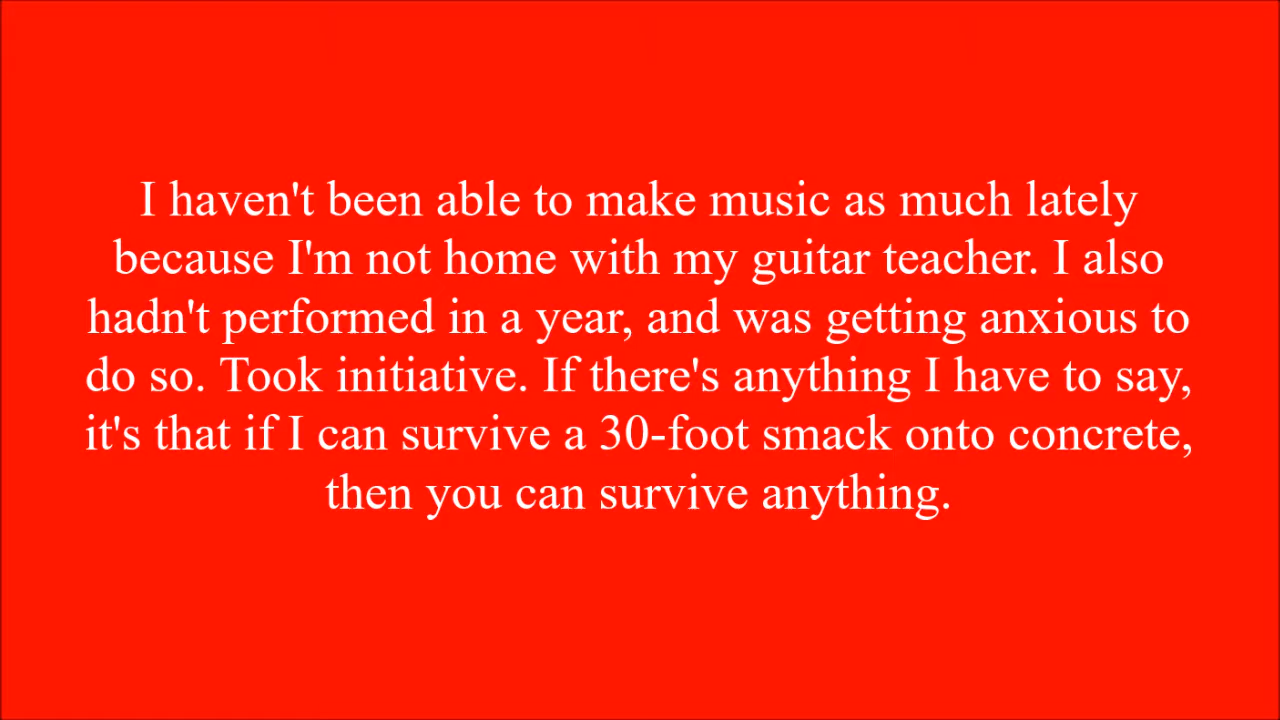 I haven't been able to make music as much lately
because I'm not home with my guitar teacher. I also
hadn't performed in a year, and was getting anxious to
do so. Took initiative. If there's anything I have to say,
it's that if I can survive a 30-foot smack onto concrete,
then you can survive anything.